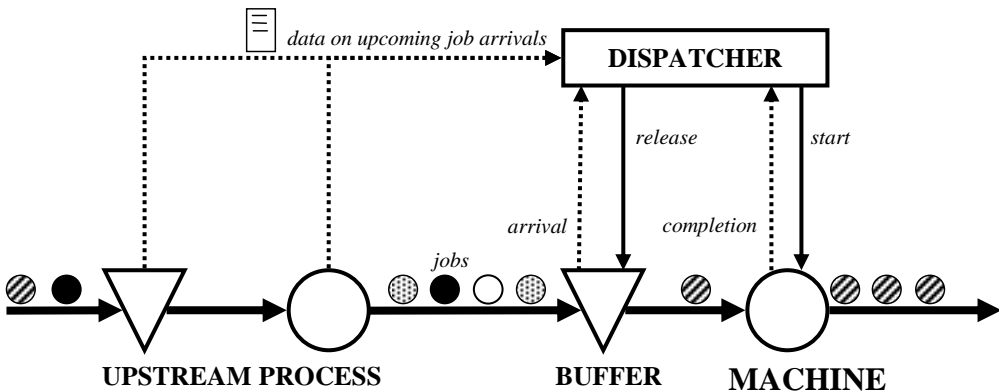 data on upcoming job arrivals
DISPATCHER
release
start
arrival
completion
jobs
UPSTREAM PROCESS
BUFFER
MACHINE